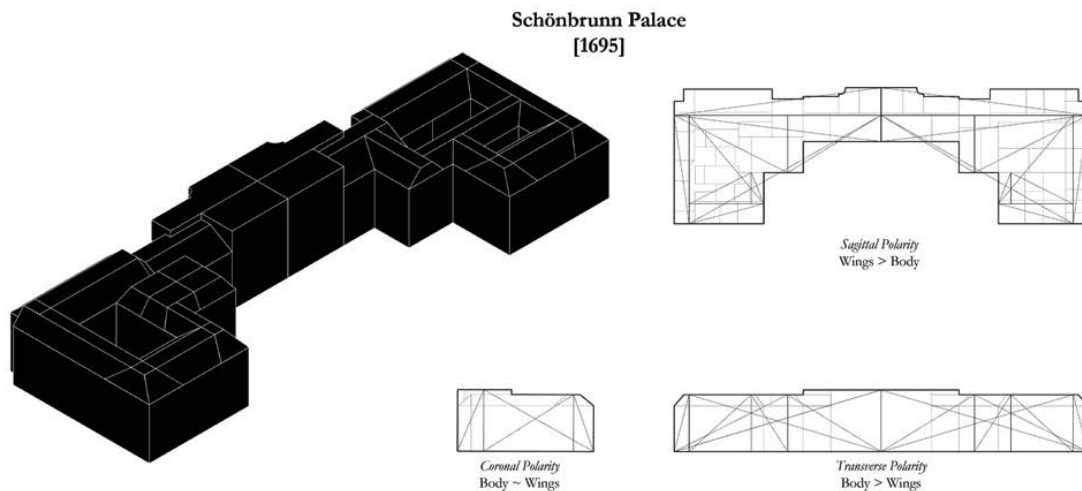 Schönbrunn Palace
[1695]
Sagittal Polarity
Wings > Body
Coronal Polarity
Body ~ Wings
Transverse Polarity
Body > Wings